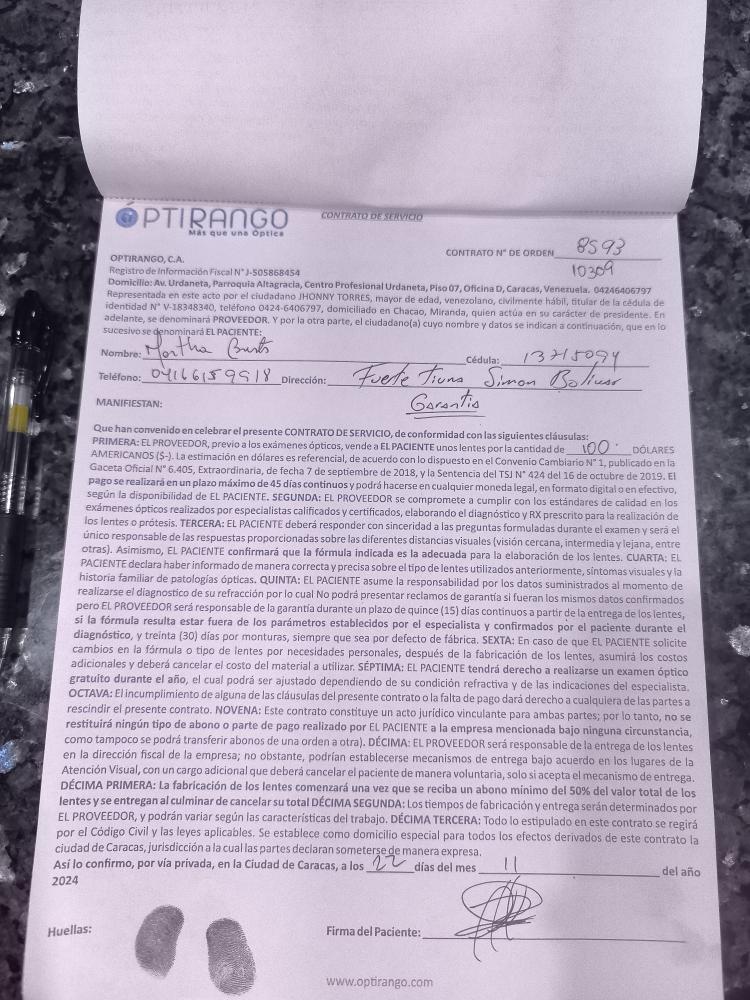 ÓPTIRANGO
Más que una Óptica
CONTRATO DE SERVICIO
CONTRATO N° DE ORDEN 8593
10309
OPTIRANGO, C.A.
Registro de Información Fiscal N° J-505868454
Domicilio: Av. Urdaneta, Parroquia Altagracia, Centro Profesional Urdaneta, Piso 07, Oficina D, Caracas, Venezuela. 04246406797
Representada en este acto por el ciudadano JHONNY TORRES, mayor de edad, venezolano, civilmente hábil, titular de la cédula de
identidad N° V-18348340, teléfono 0424-6406797, domiciliado en Chacao, Miranda, quien actúa en su carácter de presidente. En
adelante, se denominará PROVEEDOR. Y por la otra parte, el ciudadano(a) cuyo nombre y datos se indican a continuación, que en lo
sucesivo se denominará EL PACIENTE:
Nombre: Martha Cédula: 13715094
Teléfono: 04166159918 Dirección: Fuerte Tiuna Simon Bolivar
MANIFIESTAN: Garantia
Que han convenido en celebrar el presente CONTRATO DE SERVICIO, de conformidad con las siguientes cláusulas:
PRIMERA: EL PROVEEDOR, previo a los exámenes ópticos, vende a EL PACIENTE unos lentes por la cantidad de 100 DÓLARES
AMERICANOS ($-). La estimación en dólares es referencial, de acuerdo con lo dispuesto en el Convenio Cambiario N° 1, publicado en la
Gaceta Oficial N° 6.405, Extraordinaria, de fecha 7 de septiembre de 2018, y la Sentencia del TSJ N° 424 del 16 de octubre de 2019. El
pago se realizará en un plazo máximo de 45 días continuos y podrá hacerse en cualquier moneda legal, en formato digital o en efectivo,
según la disponibilidad de EL PACIENTE. SEGUNDA: EL PROVEEDOR se compromete a cumplir con los estándares de calidad en los
exámenes ópticos realizados por especialistas calificados y certificados, elaborando el diagnóstico y RX prescrito para la realización de
los lentes o prótesis. TERCERA: EL PACIENTE deberá responder con sinceridad a las preguntas formuladas durante el examen y será el
único responsable de las respuestas proporcionadas sobre las diferentes distancias visuales (visión cercana, intermedia y lejana, entre
otras). Asimismo, EL PACIENTE confirmará que la fórmula indicada es la adecuada para la elaboración de los lentes. CUARTA: EL
PACIENTE declara haber informado de manera correcta y precisa sobre el tipo de lentes utilizados anteriormente, síntomas visuales y la
historia familiar de patologías ópticas. QUINTA: EL PACIENTE asume la responsabilidad por los datos suministrados al momento de
realizarse el diagnostico de su refracción por lo cual No podrá presentar reclamos de garantía si fueran los mismos datos confirmados
pero EL PROVEEDOR será responsable de la garantía durante un plazo de quince (15) días continuos a partir de la entrega de los lentes,
si la fórmula resulta estar fuera de los parámetros establecidos por el especialista y confirmados por el paciente durante el
diagnóstico, y treinta (30) días por monturas, siempre que sea por defecto de fábrica. SEXTA: En caso de que EL PACIENTE solicite
cambios en la fórmula o tipo de lentes por necesidades personales, después de la fabricación de los lentes, asumirá los costos
adicionales y deberá cancelar el costo del material a utilizar. SÉPTIMA: EL PACIENTE tendrá derecho a realizarse un examen óptico
gratuito durante el año, el cual podrá ser ajustado dependiendo de su condición refractiva y de las indicaciones del especialista.
OCTAVA: El incumplimiento de alguna de las cláusulas del presente contrato o la falta de pago dará derecho a cualquiera de las partes a
rescindir el presente contrato. NOVENA: Este contrato constituye un acto jurídico vinculante para ambas partes; por lo tanto, no se
restituirá ningún tipo de abono o parte de pago realizado por EL PACIENTE a la empresa mencionada bajo ninguna circunstancia,
como tampoco se podrá transferir abonos de una orden a otra). DÉCIMA: EL PROVEEDOR será responsable de la entrega de los lentes
en la dirección fiscal de la empresa; no obstante, podrían establecerse mecanismos de entrega bajo acuerdo en los lugares de la
Atención Visual, con un cargo adicional que deberá cancelar el paciente de manera voluntaria, solo si acepta el mecanismo de entrega.
DÉCIMA PRIMERA: La fabricación de los lentes comenzará una vez que se reciba un abono mínimo del 50% del valor total de los
lentes y se entregan al culminar de cancelar su total DÉCIMA SEGUNDA: Los tiempos de fabricación y entrega serán determinados por
EL PROVEEDOR, y podrán variar según las características del trabajo. DÉCIMA TERCERA: Todo lo estipulado en este contrato se regirá
por el Código Civil y las leyes aplicables. Se establece como domicilio especial para todos los efectos derivados de este contrato la
ciudad de Caracas, jurisdicción a la cual las partes declaran someterse de manera expresa.
Así lo confirmo, por vía privada, en la Ciudad de Caracas, a los 22 días del mes 11 del año
2024
Huellas:
Firma del Paciente:
www.optirango.com